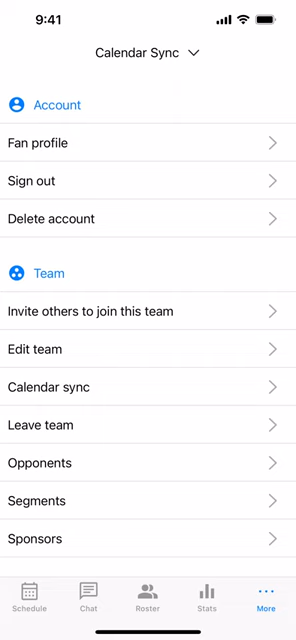 9:41
Calendar Sync
Account
Fan profile
Sign out
Delete account
Team
Invite others to join this team
Edit team
Calendar sync
Leave team
Opponents
Segments
Sponsors
Schedule Chat Roster Stats More